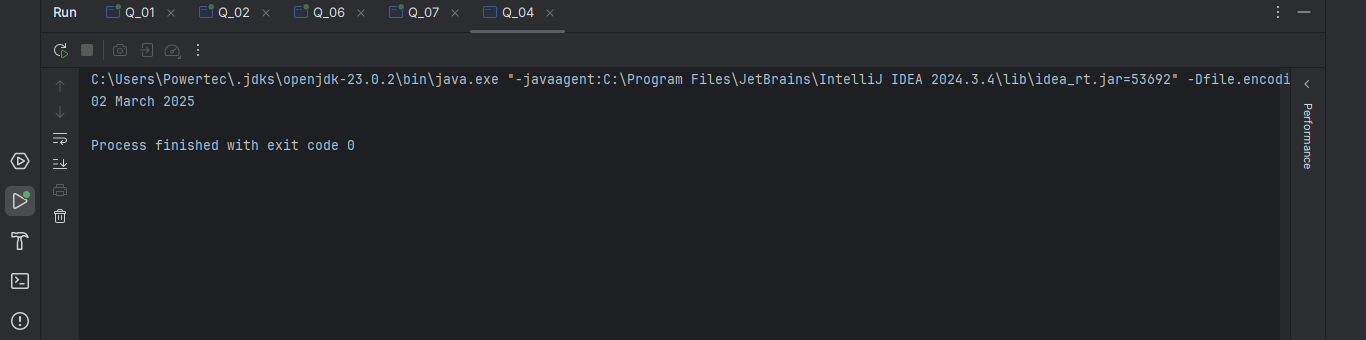 Run Q_01 Q_02 Q_06 Q_07 Q_04
C:\Users\Powertec\.jdks\openjdk-23.0.2\bin\java.exe "-javaagent:C:\Program Files\JetBrains\IntelliJ IDEA 2024.3.4\lib\idea_rt.jar=53692" -Dfile.encodi
02 March 2025
Process finished with exit code 0
Performance